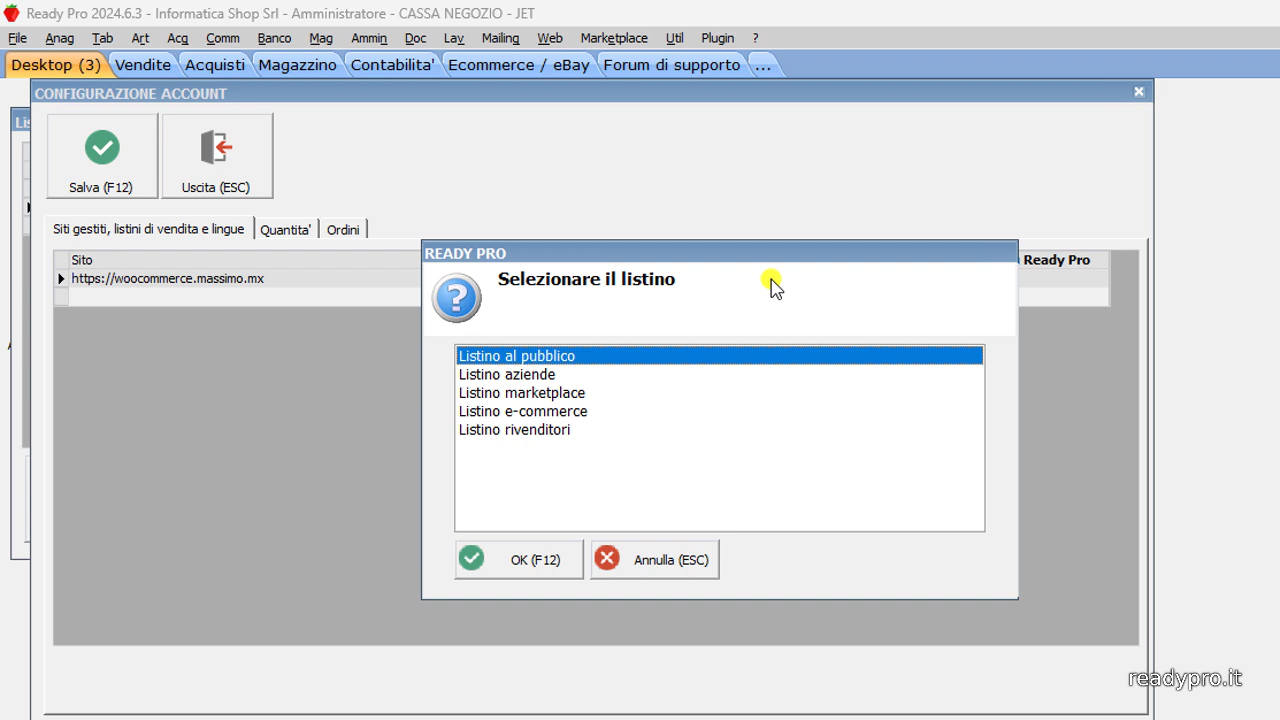 Ready Pro 2024.6.3 - Informatica Shop Srl - Amministratore - CASSA NEGOZIO - JET
File Anag Tab Art Acq Comm Banco Mag Ammin Doc Lav Mailing Web Marketplace Util Plugin ?
Desktop (3) Vendite Acquisti Magazzino Contabilita' Ecommerce / eBay Forum di supporto ...
CONFIGURAZIONE ACCOUNT
Salva (F12) Uscita (ESC)
Siti gestiti, listini di vendita e lingue Quantita' Ordini
Sito Ready Pro
https://woocommerce.massimo.mx
READY PRO
Selezionare il listino
Listino al pubblico
Listino aziende
Listino marketplace
Listino e-commerce
Listino rivenditori
OK (F12) Annulla (ESC)
readypro.it